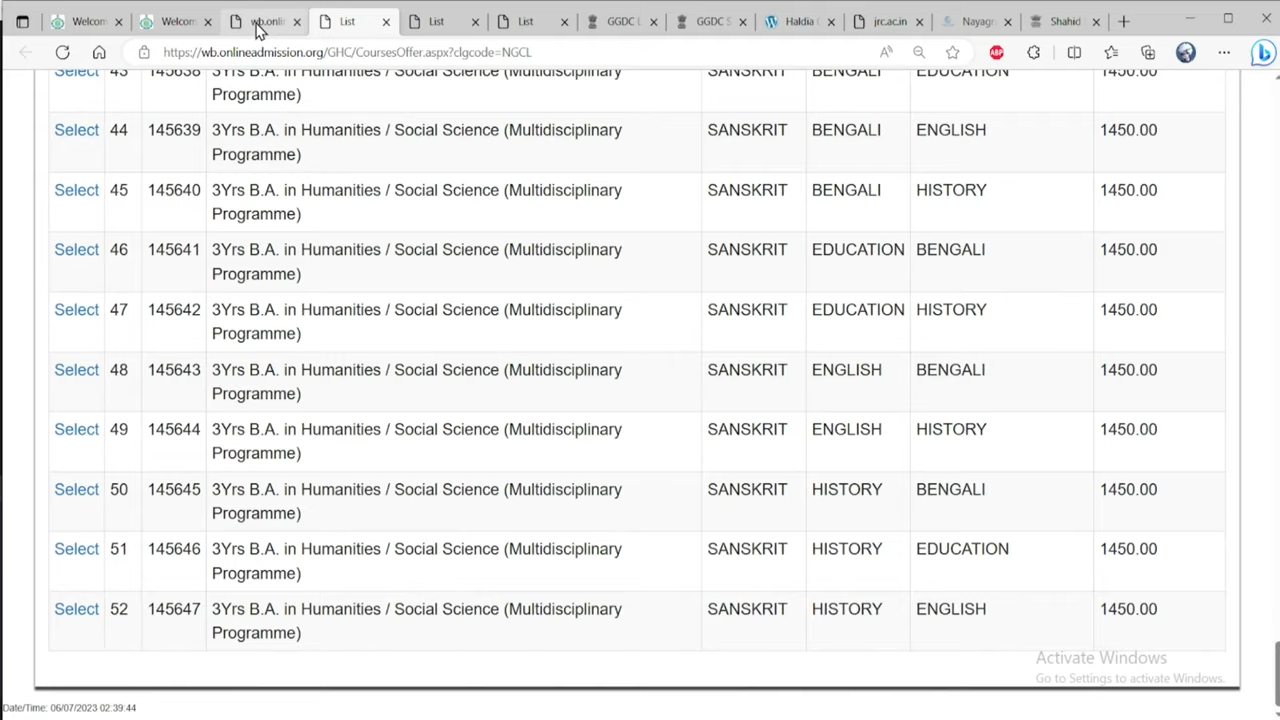 Welcom
Welcom
wb.onlin
List
List
List
GGDC L
GGDC S
Haldia
jrc.ac.in
Nayagr
Shahid
https://wb.onlineadmission.org/GHC/CoursesOffer.aspx?clgcode=NGCL
Select 43 145638 3Yrs B.A. in Humanities / Social Science (Multidisciplinary SANSKRIT BENGALI EDUCATION 1450.00
Programme)
Select 44 145639 3Yrs B.A. in Humanities / Social Science (Multidisciplinary SANSKRIT BENGALI ENGLISH 1450.00
Programme)
Select 45 145640 3Yrs B.A. in Humanities / Social Science (Multidisciplinary SANSKRIT BENGALI HISTORY 1450.00
Programme)
Select 46 145641 3Yrs B.A. in Humanities / Social Science (Multidisciplinary SANSKRIT EDUCATION BENGALI 1450.00
Programme)
Select 47 145642 3Yrs B.A. in Humanities / Social Science (Multidisciplinary SANSKRIT EDUCATION HISTORY 1450.00
Programme)
Select 48 145643 3Yrs B.A. in Humanities / Social Science (Multidisciplinary SANSKRIT ENGLISH BENGALI 1450.00
Programme)
Select 49 145644 3Yrs B.A. in Humanities / Social Science (Multidisciplinary SANSKRIT ENGLISH HISTORY 1450.00
Programme)
Select 50 145645 3Yrs B.A. in Humanities / Social Science (Multidisciplinary SANSKRIT HISTORY BENGALI 1450.00
Programme)
Select 51 145646 3Yrs B.A. in Humanities / Social Science (Multidisciplinary SANSKRIT HISTORY EDUCATION 1450.00
Programme)
Select 52 145647 3Yrs B.A. in Humanities / Social Science (Multidisciplinary SANSKRIT HISTORY ENGLISH 1450.00
Programme)
Activate Windows
Go to Settings to activate Windows.
Date/Time: 06/07/2023 02:39:44